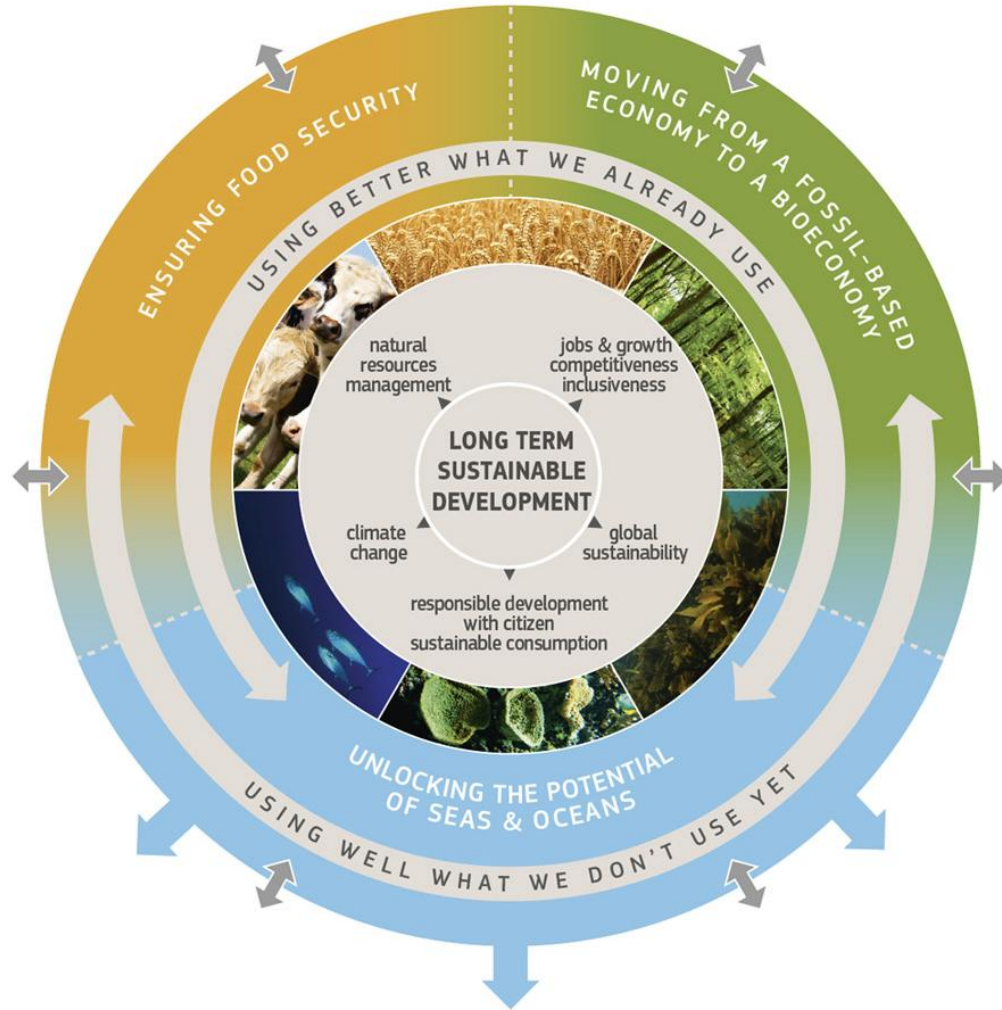 ENSURING FOOD SECURITY
MOVING FROM A FOSSIL-BASED
ECONOMY TO A BIOECONOMY
USING BETTER WHAT WE ALREADY USE
natural
resources
management
jobs & growth
competitiveness
inclusiveness
LONG TERM
SUSTAINABLE
DEVELOPMENT
climate
change
global
sustainability
responsible development
with citizen
sustainable consumption
UNLOCKING THE POTENTIAL
OF SEAS & OCEANS
USING WELL WHAT WE DON'T USE YET